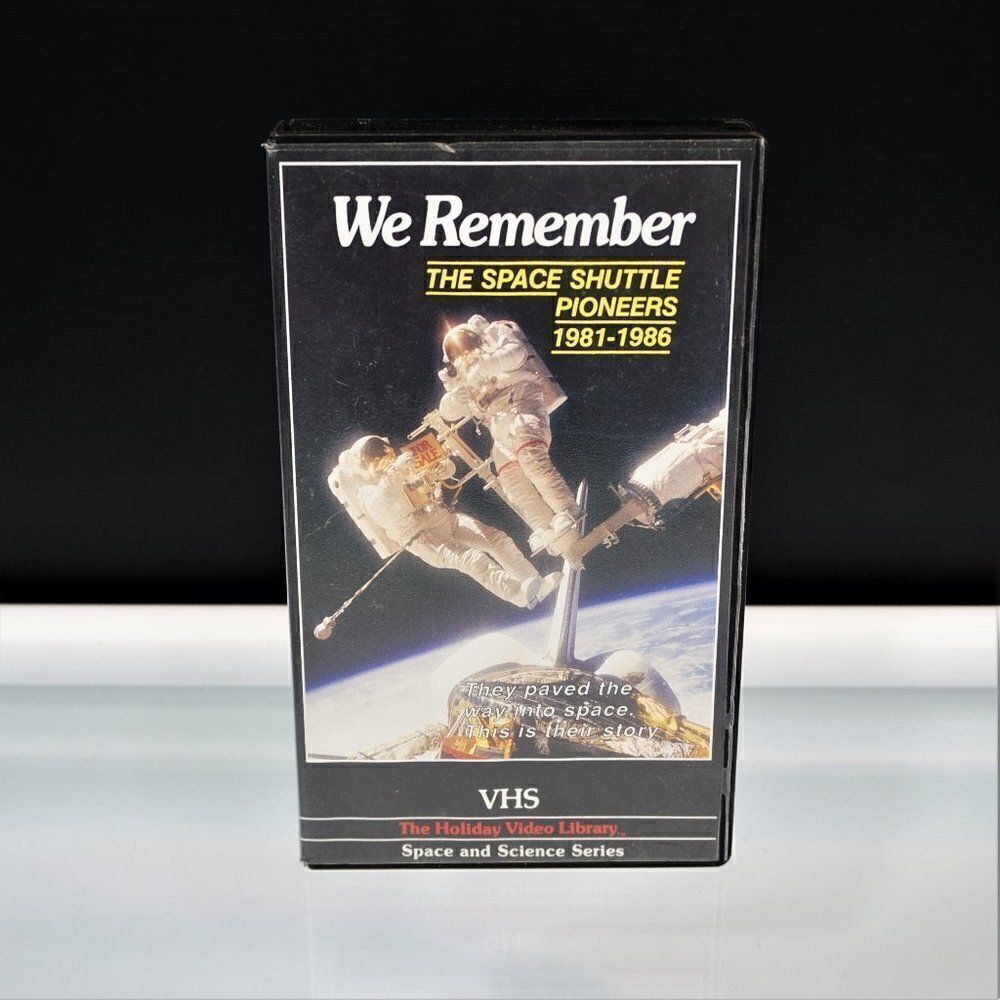 We Remember
THE SPACE SHUTTLE
PIONEERS
1981-1986
FOR
SALE
They paved the
way into space.
This is their story
VHS
The Holiday Video Library™
Space and Science Series